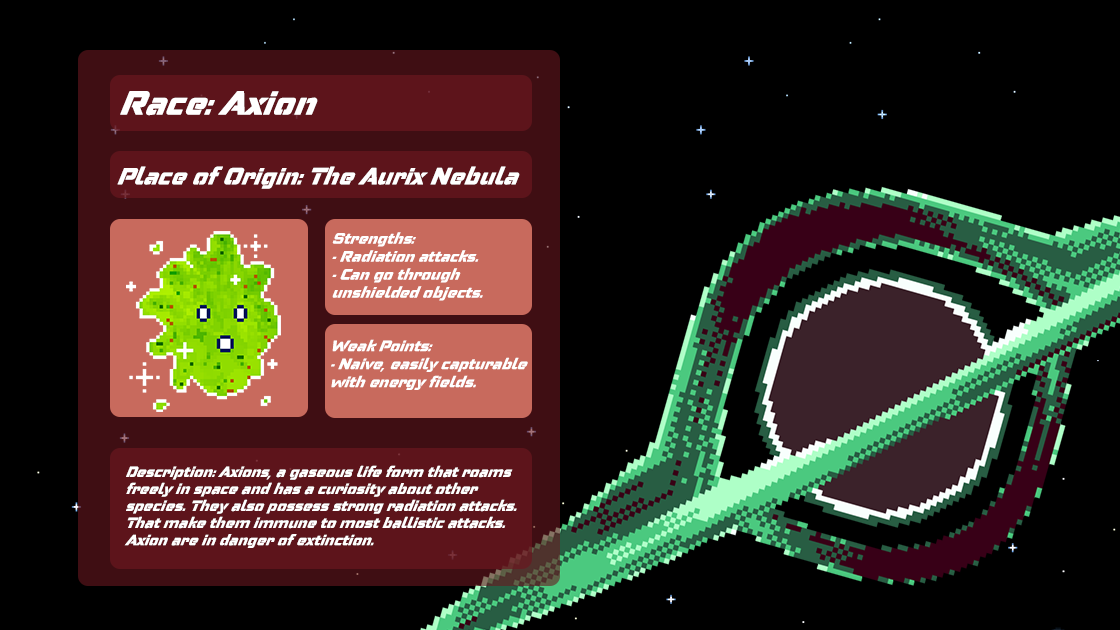 Race: Axion
Place of Origin: The Aurix Nebula
Strengths:
- Radiation attacks.
- Can go through
unshielded objects.
Weak Points:
- Naive, easily capturable
with energy fields.
Description: Axions, a gaseous life form that roams
freely in space and has a curiosity about other
species. They also possess strong radiation attacks.
That make them immune to most ballistic attacks.
Axion are in danger of extinction.